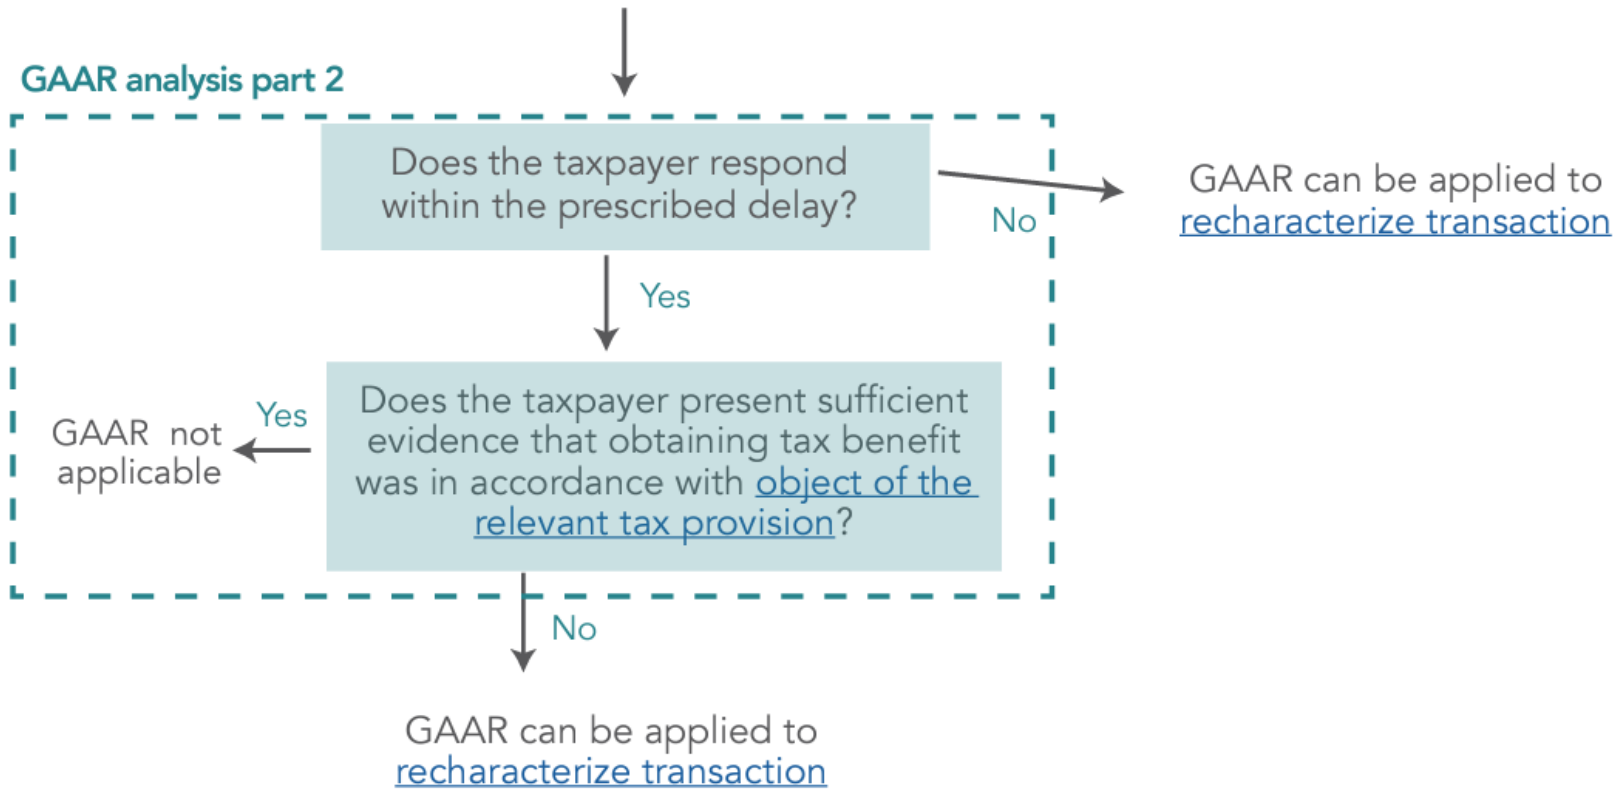 GAAR analysis part 2
Does the taxpayer respond
within the prescribed delay?
No
GAAR can be applied to
recharacterize transaction
Yes
Does the taxpayer present sufficient
evidence that obtaining tax benefit
was in accordance with object of the
relevant tax provision?
Yes
GAAR not
applicable
No
GAAR can be applied to
recharacterize transaction